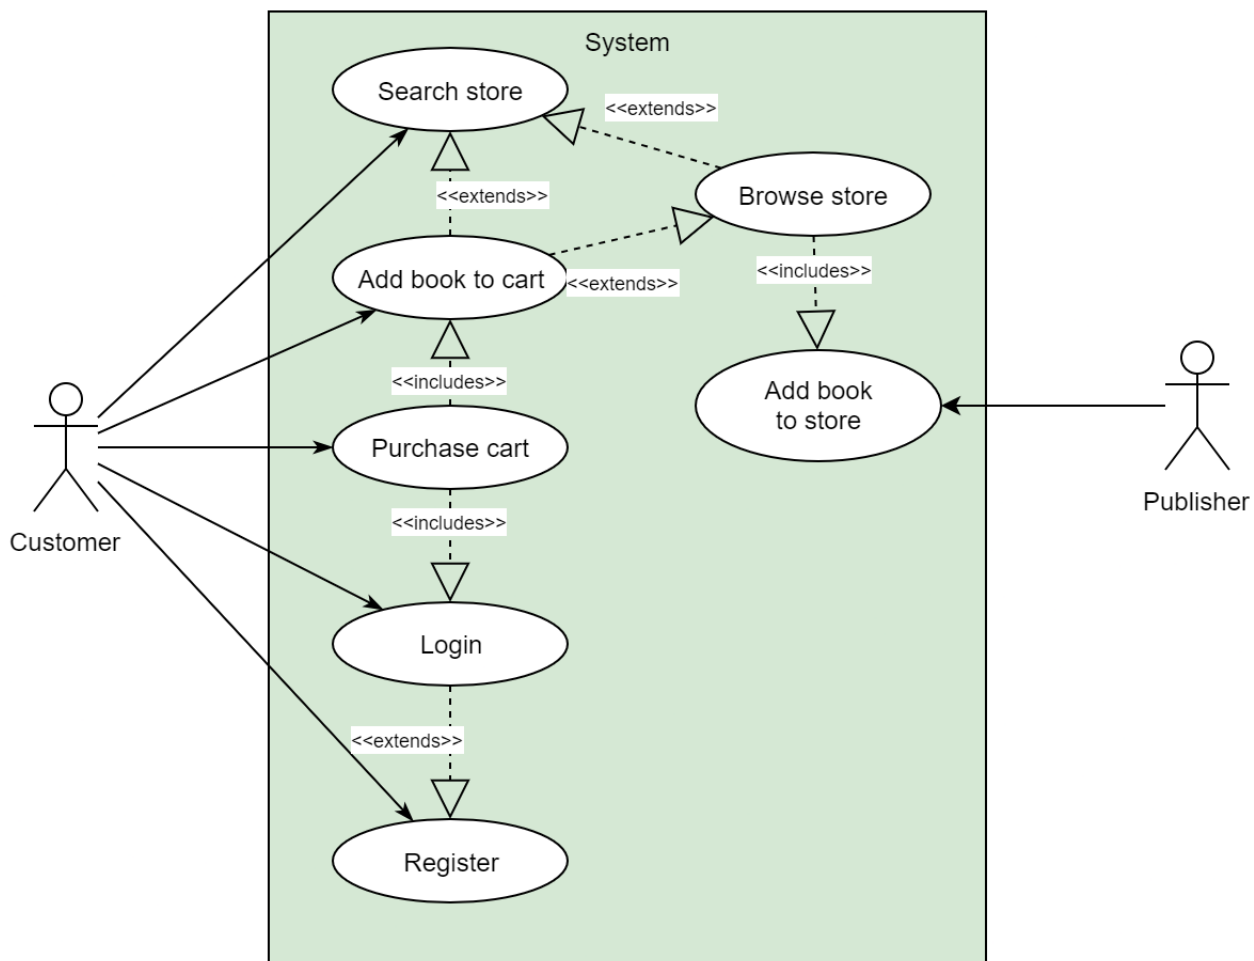 System
Search store
<<extends>>
<<extends>>
Browse store
Add book to cart
<<extends>>
<<includes>>
<<includes>>
Add book
to store
Purchase cart
<<includes>>
Customer
Publisher
Login
<<extends>>
Register